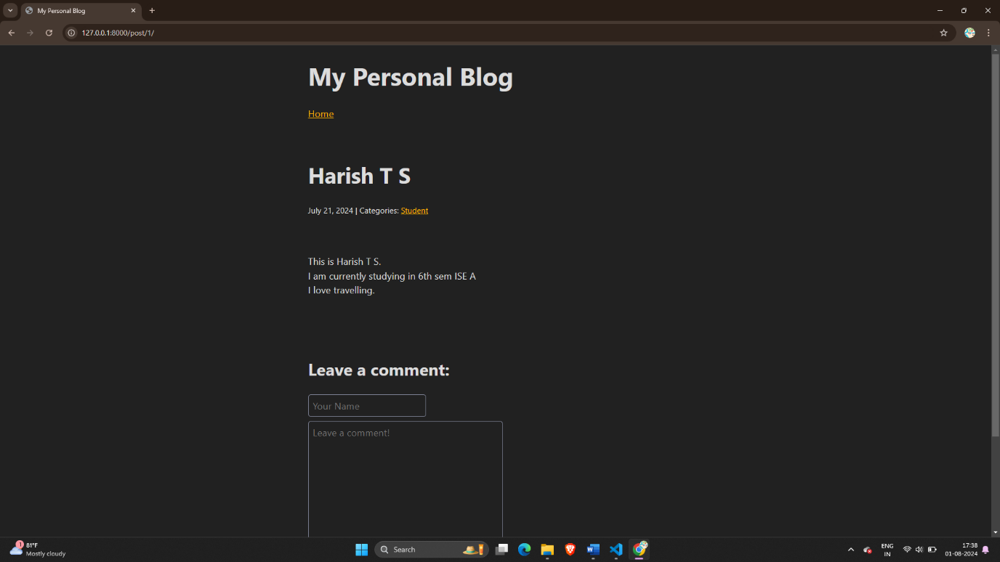 My Personal Blog
127.0.0.1:8000/post/1/
My Personal Blog
Home
Harish T S
July 21, 2024 | Categories: Student
This is Harish T S.
I am currently studying in 6th sem ISE A
I love travelling.
Leave a comment:
Your Name
Leave a comment!
1
81°F
Mostly cloudy
Search
ENG
IN
17:38
01-08-2024